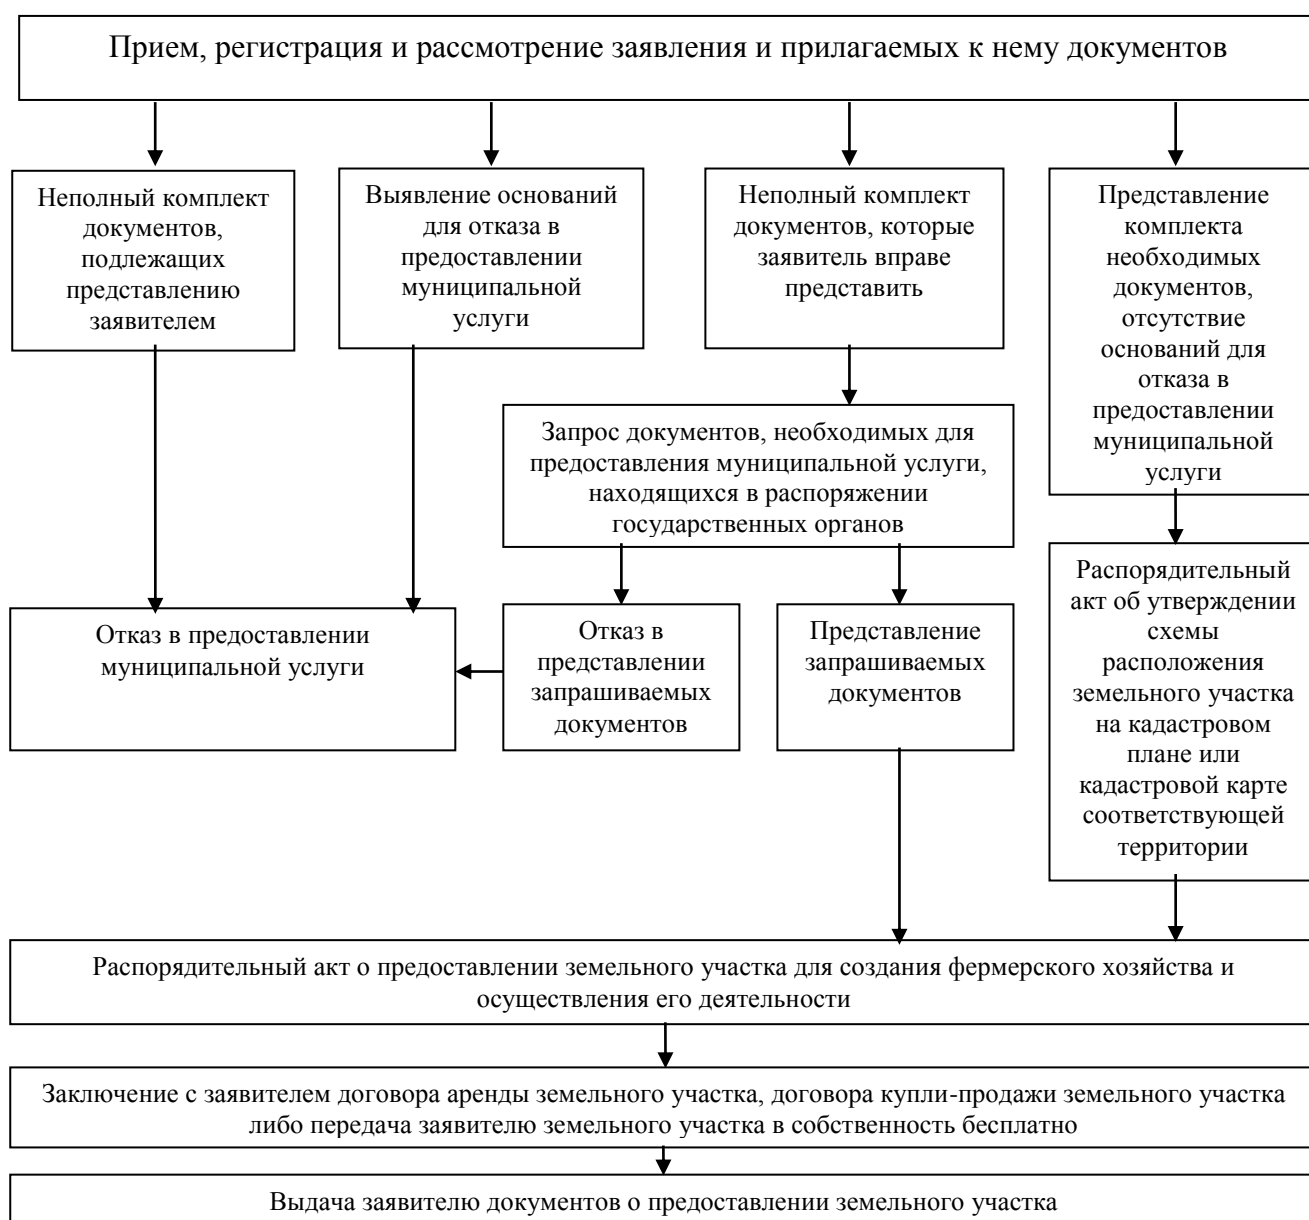 Прием, регистрация и рассмотрение заявления и прилагаемых к нему документов
Неполный комплект
документов,
подлежащих
представлению
заявителем
Выявление оснований
для отказа в
предоставлении
муниципальной
услуги
Неполный комплект
документов, которые
заявитель вправе
представить
Представление
комплекта
необходимых
документов,
отсутствие
оснований для
отказа в
предоставлении
муниципальной
услуги
Запрос документов, необходимых для
предоставления муниципальной услуги,
находящихся в распоряжении
государственных органов
Распорядительный
акт об утверждении
схемы
расположения
земельного участка
на кадастровом
плане или
кадастровой карте
соответствующей
территории
Отказ в предоставлении
муниципальной услуги
Отказ в
представлении
запрашиваемых
документов
Представление
запрашиваемых
документов
Распорядительный акт о предоставлении земельного участка для создания фермерского хозяйства и
осуществления его деятельности
Заключение с заявителем договора аренды земельного участка, договора купли-продажи земельного участка
либо передача заявителю земельного участка в собственность бесплатно
Выдача заявителю документов о предоставлении земельного участка